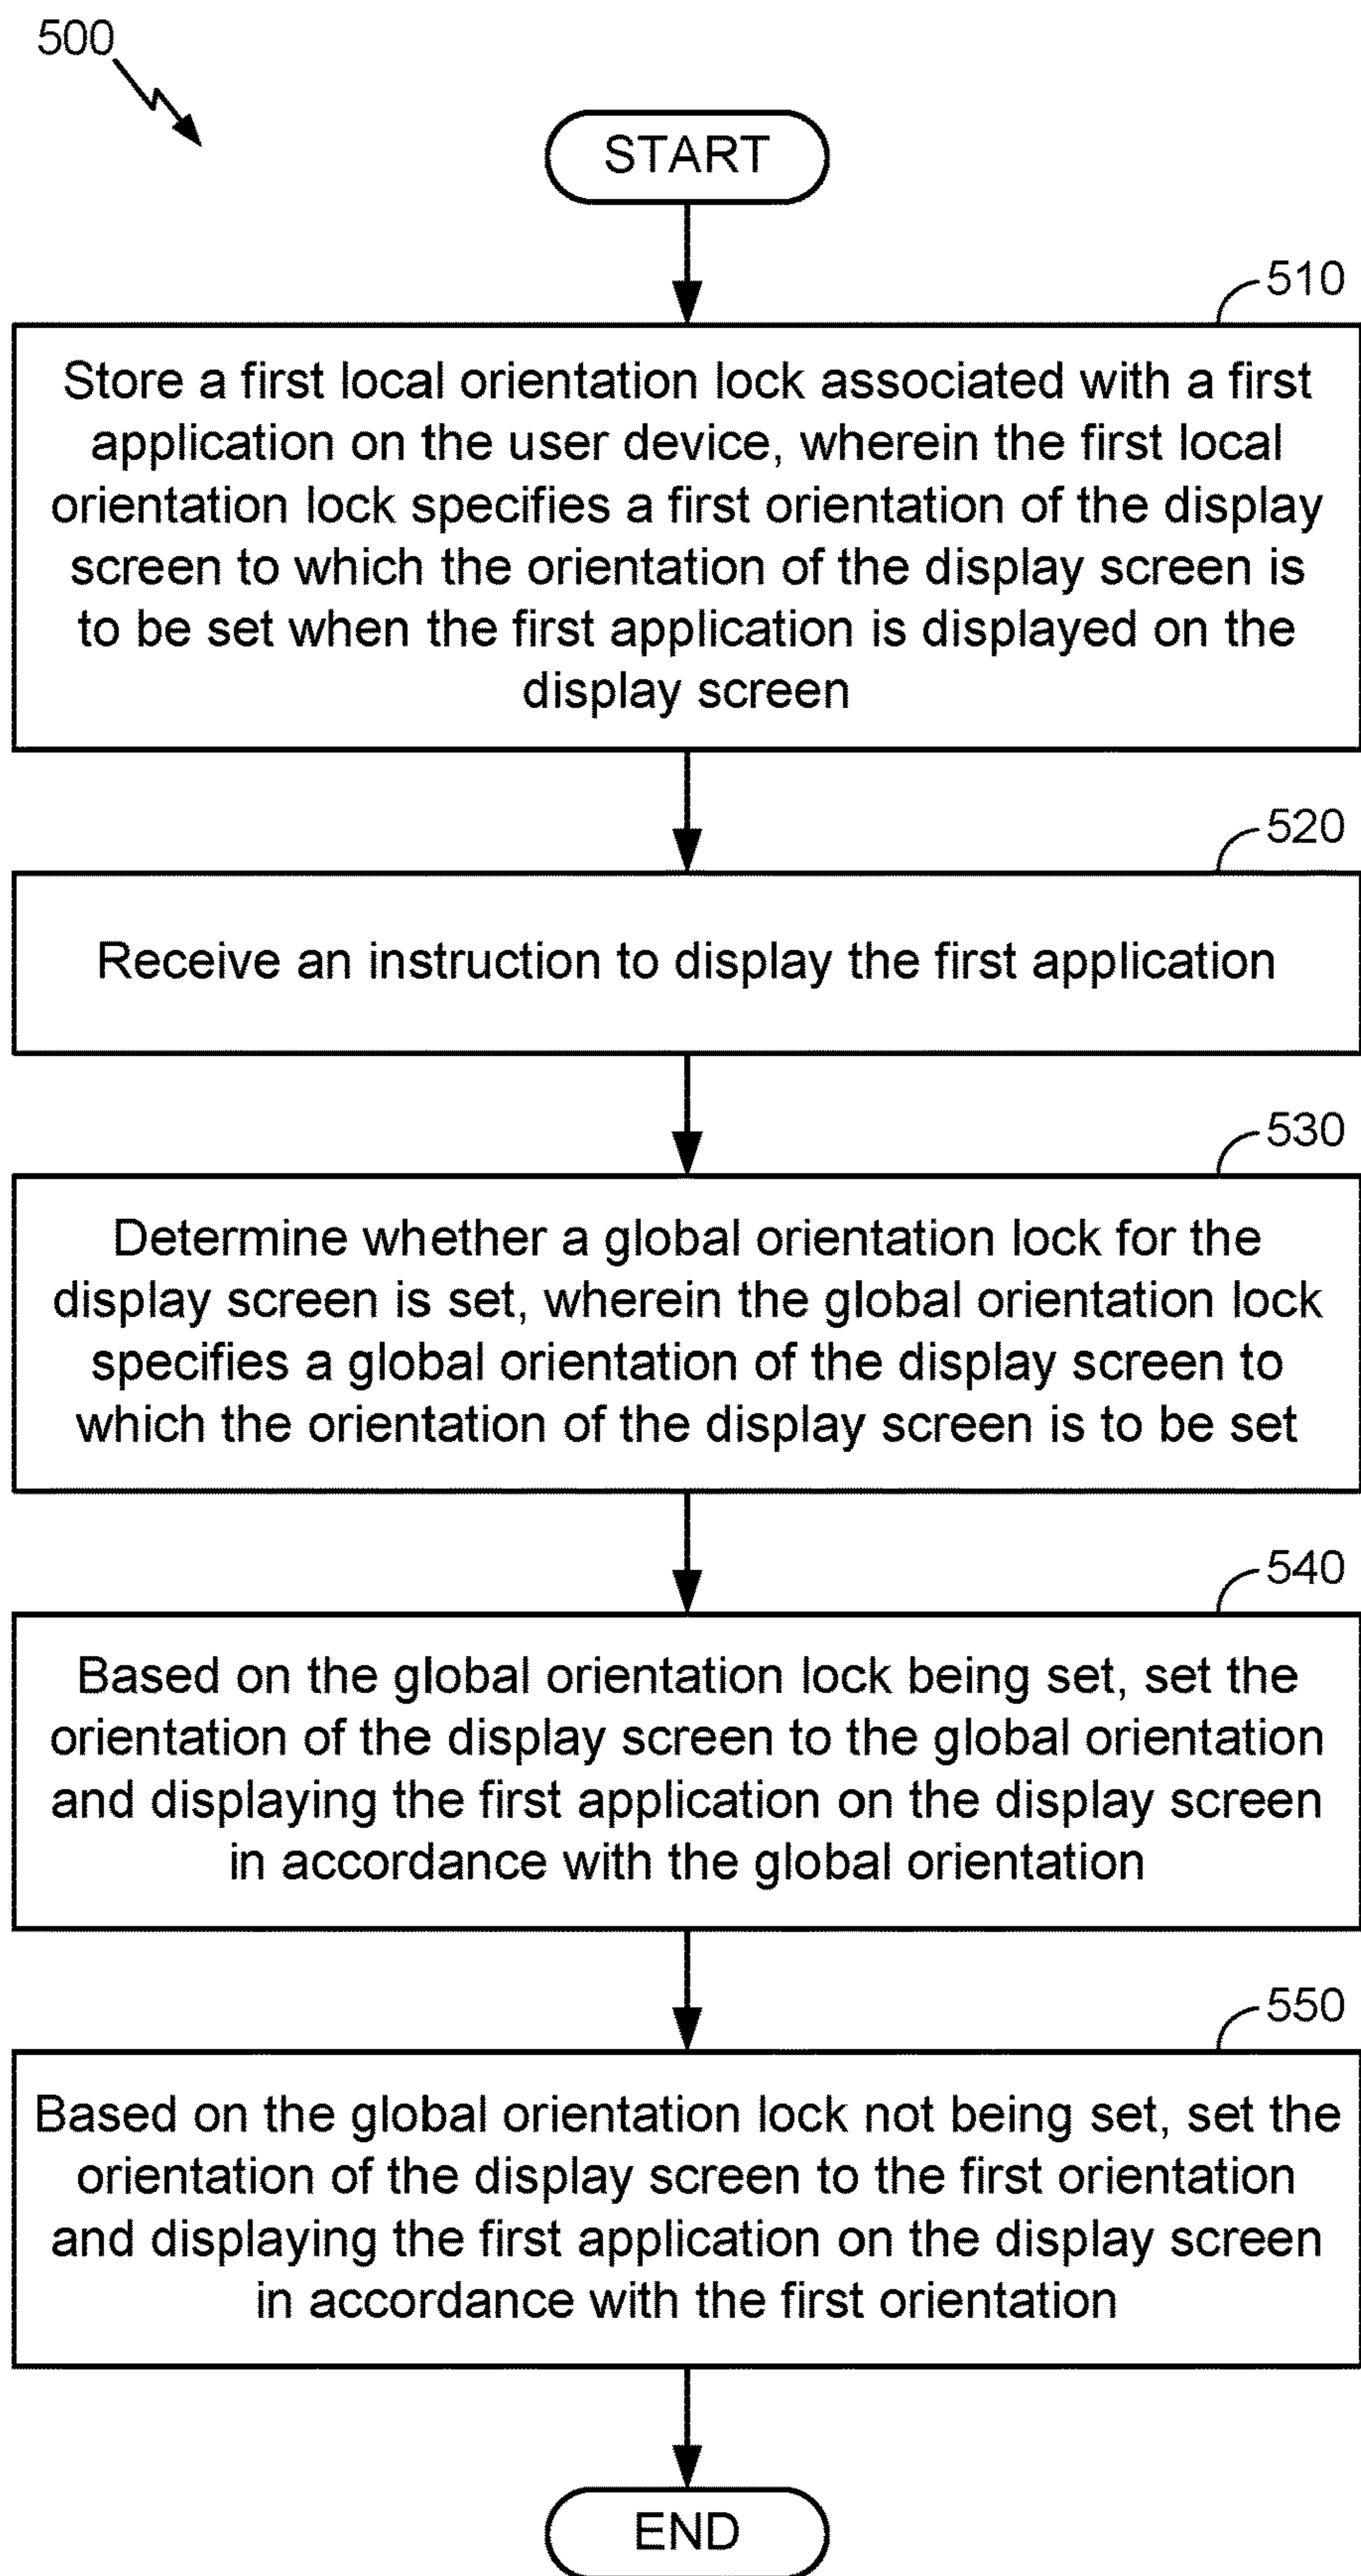 500
START
510
Store a first local orientation lock associated with a first
application on the user device, wherein the first local
orientation lock specifies a first orientation of the display
screen to which the orientation of the display screen is
to be set when the first application is displayed on the
display screen
520
Receive an instruction to display the first application
530
Determine whether a global orientation lock for the
display screen is set, wherein the global orientation lock
specifies a global orientation of the display screen to
which the orientation of the display screen is to be set
540
Based on the global orientation lock being set, set the
orientation of the display screen to the global orientation
and displaying the first application on the display screen
in accordance with the global orientation
550
Based on the global orientation lock not being set, set the
orientation of the display screen to the first orientation
and displaying the first application on the display screen
in accordance with the first orientation
END